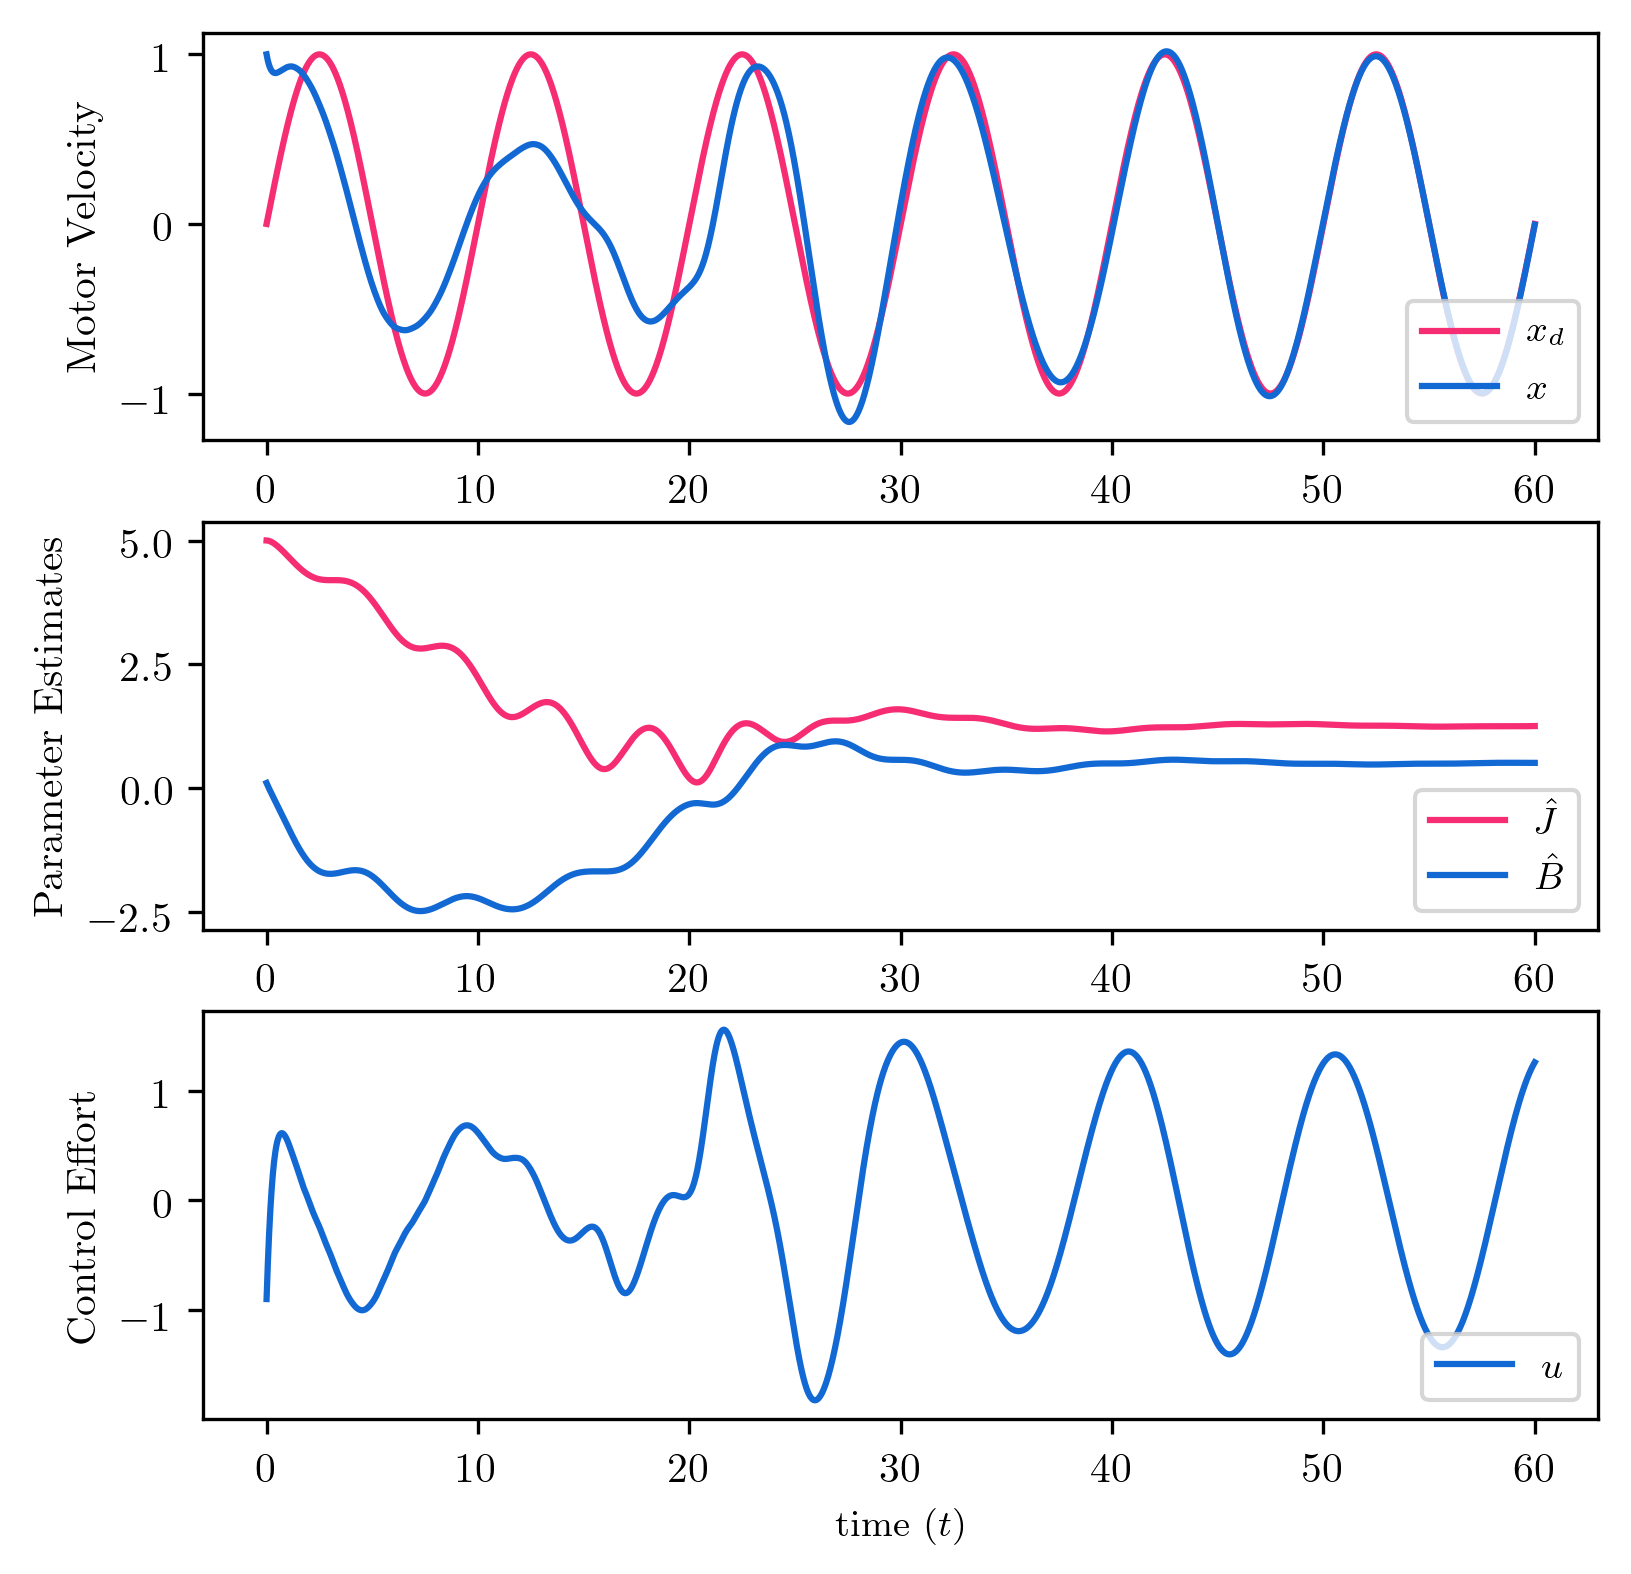 Motor Velocity
1
0
−1
x_d
x
0 10 20 30 40 50 60
Parameter Estimates
5.0
2.5
0.0
−2.5
Ĵ
B̂
0 10 20 30 40 50 60
Control Effort
1
0
−1
u
0 10 20 30 40 50 60
time (t)